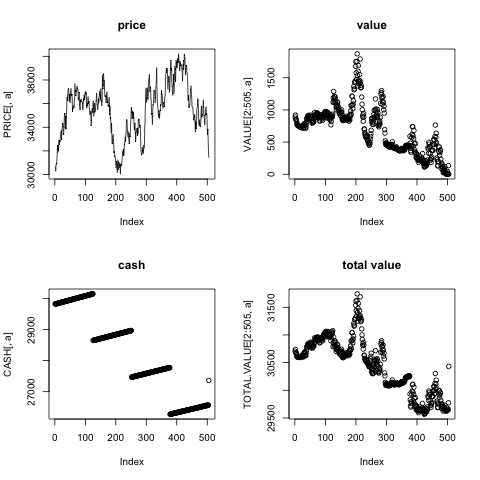 price
PRICE[, a]
30000 34000 38000
0 100 200 300 400 500
Index
value
VALUE[2:505, a]
0 500 1000 1500
0 100 200 300 400 500
Index
cash
CASH[, a]
27000 29000
0 100 200 300 400 500
Index
total value
TOTAL.VALUE[2:505, a]
29500 30500 31500
0 100 200 300 400 500
Index